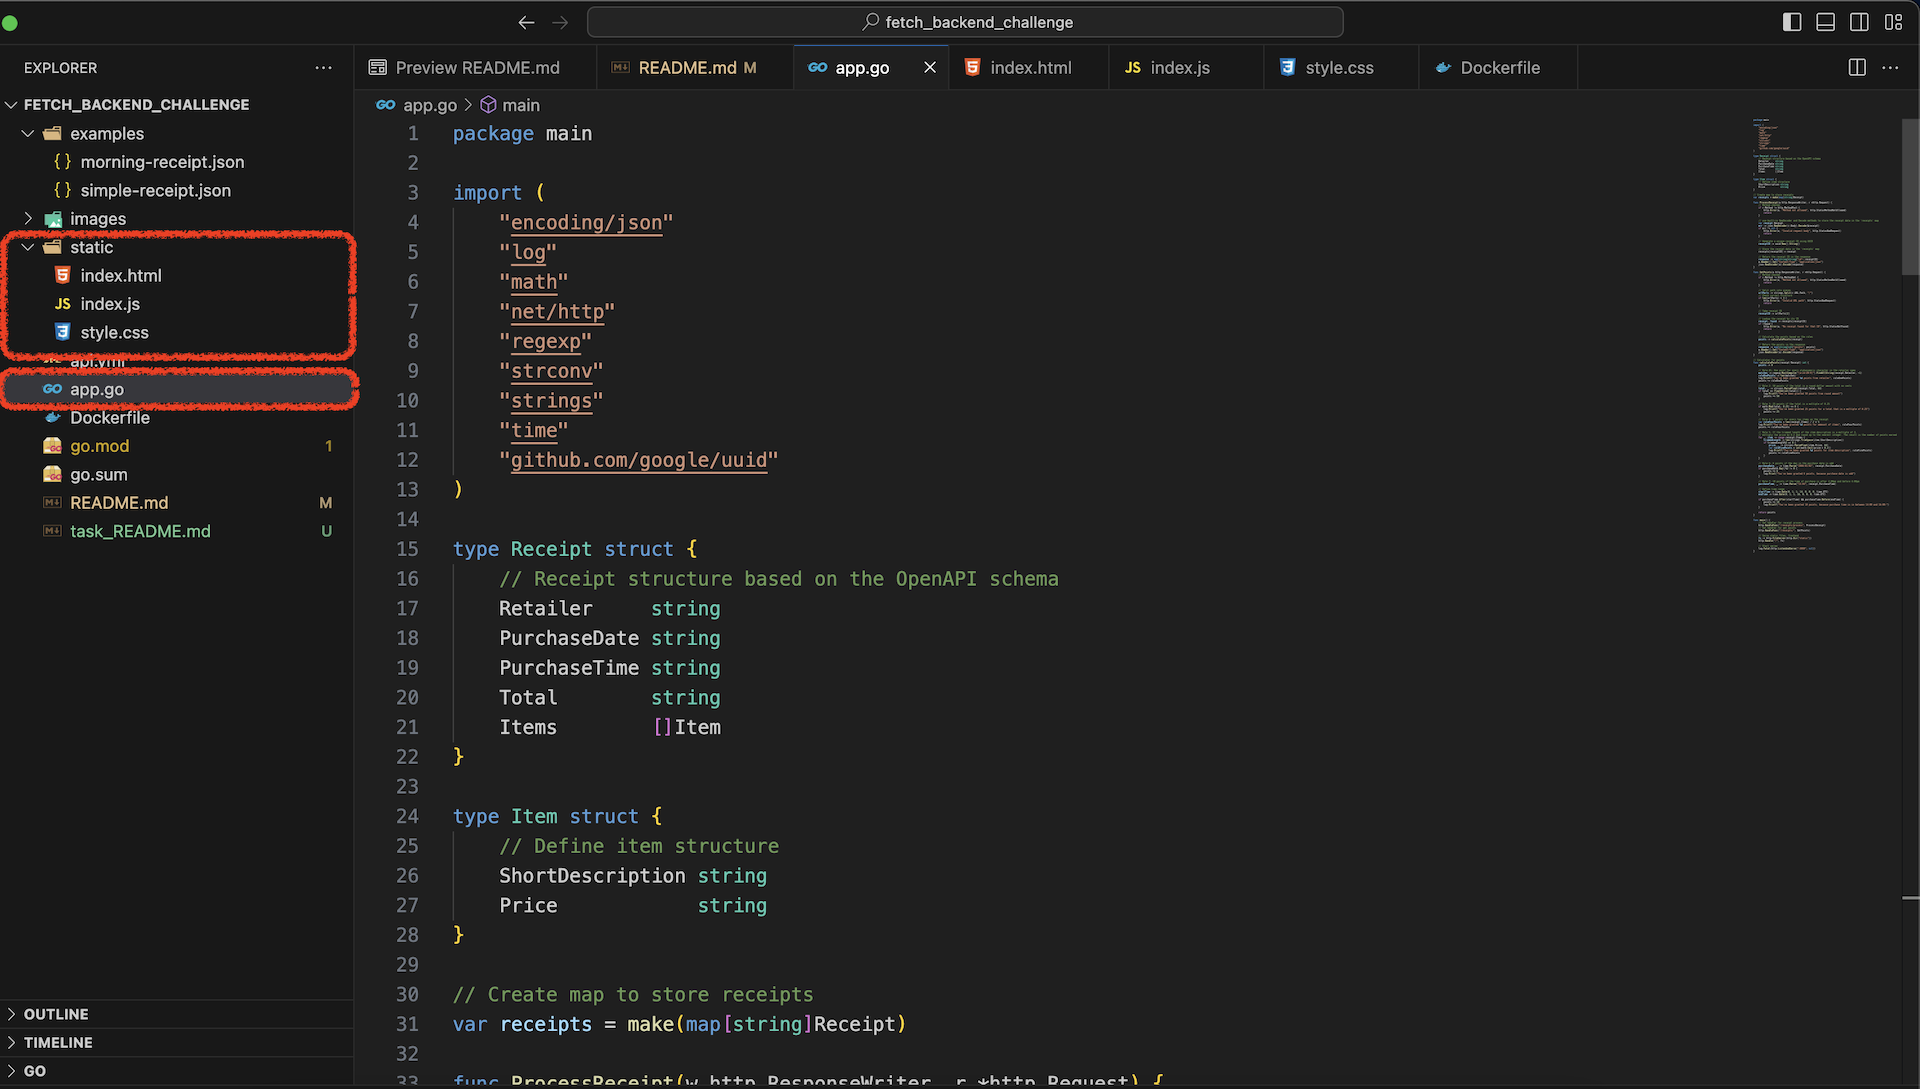 fetch_backend_challenge
EXPLORER
Preview README.md
README.md M
app.go
index.html
index.js
style.css
Dockerfile
FETCH_BACKEND_CHALLENGE
examples
morning-receipt.json
simple-receipt.json
images
static
index.html
index.js
style.css
api.yml
app.go
Dockerfile
go.mod 1
go.sum
README.md M
task_README.md U
OUTLINE
TIMELINE
GO
app.go > main
1 package main
2
3 import (
4 "encoding/json"
5 "log"
6 "math"
7 "net/http"
8 "regexp"
9 "strconv"
10 "strings"
11 "time"
12 "github.com/google/uuid"
13 )
14
15 type Receipt struct {
16 // Receipt structure based on the OpenAPI schema
17 Retailer string
18 PurchaseDate string
19 PurchaseTime string
20 Total string
21 Items []Item
22 }
23
24 type Item struct {
25 // Define item structure
26 ShortDescription string
27 Price string
28 }
29
30 // Create map to store receipts
31 var receipts = make(map[string]Receipt)
32
33 func ProcessReceipt(w http.ResponseWriter, r *http.Request) {